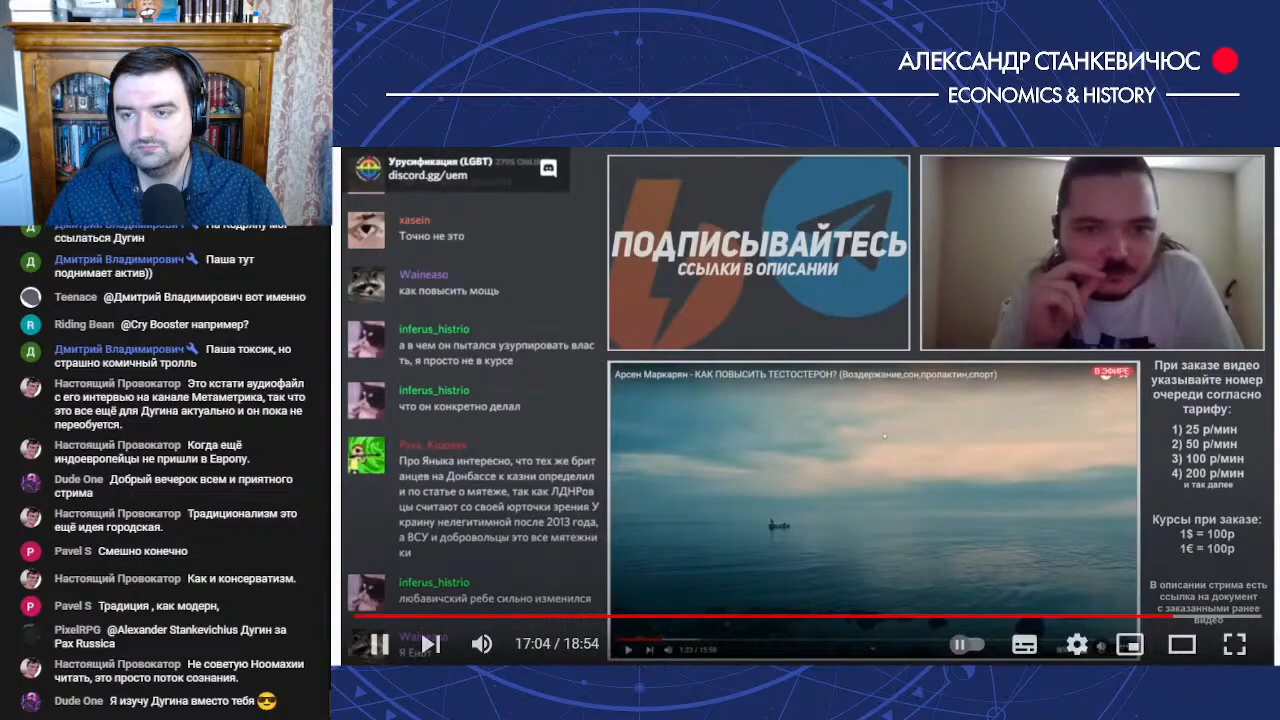 АЛЕКСАНДР СТАНКЕВИЧЮС
ECONOMICS & HISTORY
Дмитрий Владимирович
ссылаться Дугин
Дмитрий Владимирович Паша тут
поднимает актив))
Teenace @Дмитрий Владимирович вот именно
Riding Bean @Cry Booster например?
Дмитрий Владимирович Паша токсик, но
страшно комичный тролль
Настоящий Провокатор Это кстати аудиофайл
с его интервью на канале Метаметрика, так что
это все ещё для Дугина актуально и он пока не
переобуется.
Настоящий Провокатор Когда ещё
индоевропейцы не пришли в Европу.
Dude One Добрый вечерок всем и приятного
стрима
Настоящий Провокатор Традиционализм это
ещё идея городская.
Pavel S Смешно конечно
Настоящий Провокатор Как и консерватизм.
Pavel S Традиция , как модерн,
PixelRPG @Alexander Stankevichius Дугин за
Pax Russica
Настоящий Провокатор Не советую Ноомахии
читать, это просто поток сознания.
Dude One Я изучу Дугина вместо тебя 😎
Урусификация (LGBT)
discord.gg/uem
xasein
Точно не это
Waineaso
как повысить мощь
inferus_histrio
а в чем он пытался узурпировать влас
ть, я просто не в курсе
inferus_histrio
что он конкретно делал
Про Яныка интересно, что тех же брит
анцев на Донбассе к казни определил
и по статье о мятеже, так как ЛДНРов
цы считают со своей юрточки зрения У
краину нелегитимной после 2013 года,
а ВСУ и добровольцы это все мятежни
ки
inferus_histrio
любавичский ребе сильно изменился
Waineaso
ПОДПИСЫВАЙТЕСЬ
ССЫЛКИ В ОПИСАНИИ
Арсен Маркарян - КАК ПОВЫСИТЬ ТЕСТОСТЕРОН? (Воздержание,сон,пролактин,спорт)
В ЭФИРЕ
1:23 / 15:58
17:04 / 18:54
При заказе видео
указывайте номер
очереди согласно
тарифу:
1) 25 р/мин
2) 50 р/мин
3) 100 р/мин
4) 200 р/мин
и так далее
Курсы при заказе:
1$ = 100р
1€ = 100р
В описании стрима есть
ссылка на документ
с заказанными ранее
видео